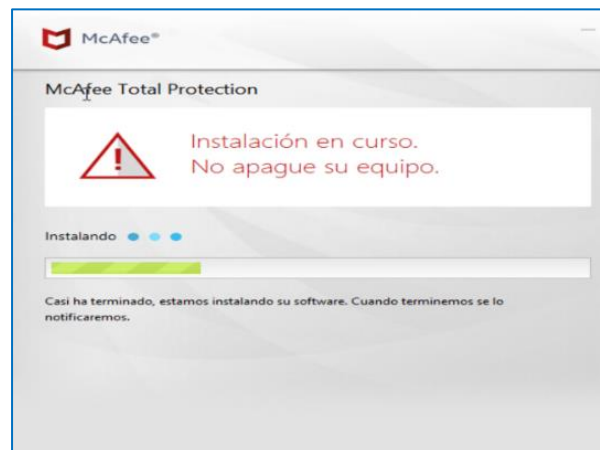 McAfee®
McAfee Total Protection
Instalación en curso.
No apague su equipo.
Instalando
Casi ha terminado, estamos instalando su software. Cuando terminemos se lo
notificaremos.